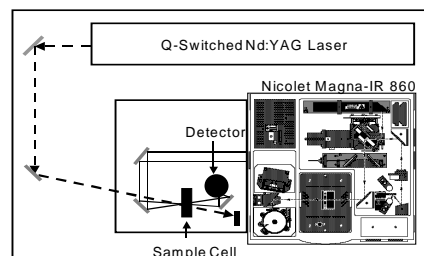 Q-Switched Nd:YAG Laser
Nicolet Magna-IR 860
Detector
Sample Cell